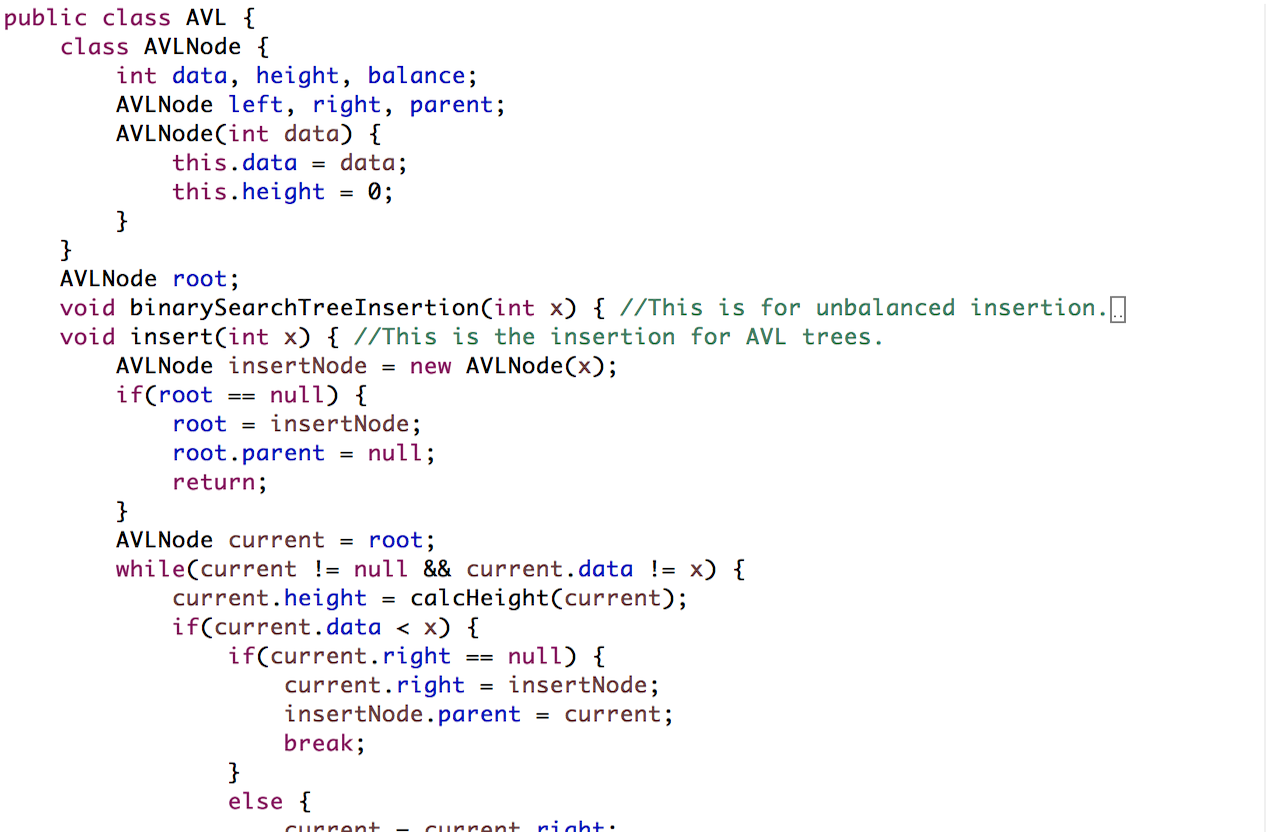 public class AVL {
    class AVLNode {
        int data, height, balance;
        AVLNode left, right, parent;
        AVLNode(int data) {
            this.data = data;
            this.height = 0;
        }
    }
    AVLNode root;
    void binarySearchTreeInsertion(int x) { //This is for unbalanced insertion...
    void insert(int x) { //This is the insertion for AVL trees.
        AVLNode insertNode = new AVLNode(x);
        if(root == null) {
            root = insertNode;
            root.parent = null;
            return;
        }
        AVLNode current = root;
        while(current != null && current.data != x) {
            current.height = calcHeight(current);
            if(current.data < x) {
                if(current.right == null) {
                    current.right = insertNode;
                    insertNode.parent = current;
                    break;
                }
                else {
                    current = current.right;